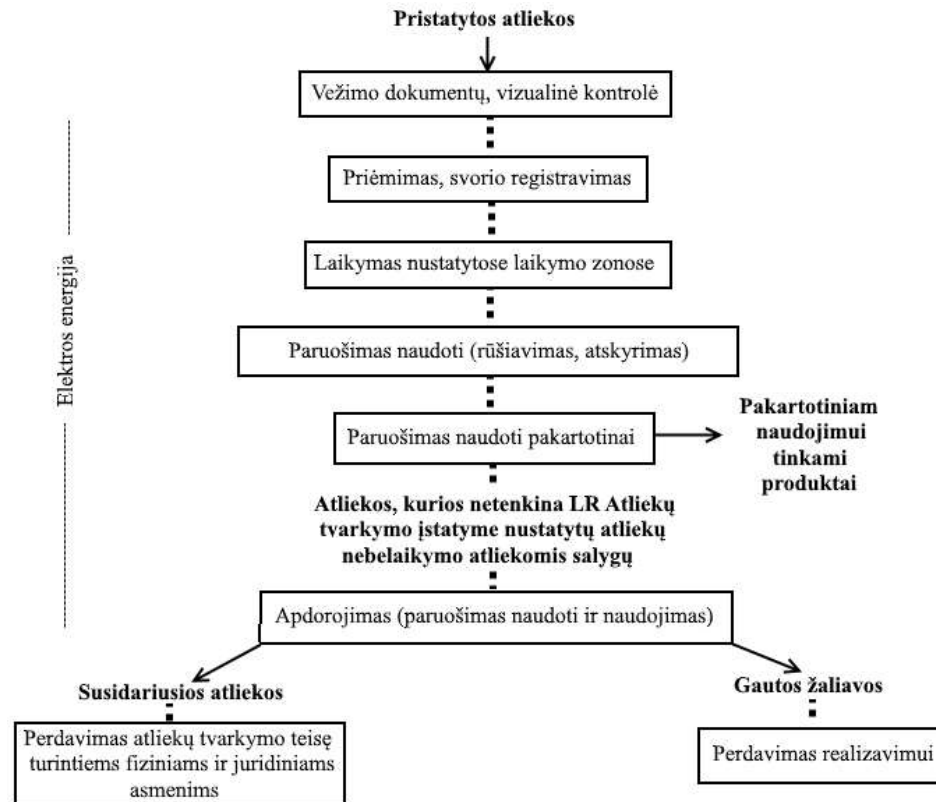 Pristatytos atliekos
Vežimo dokumentų, vizualinė kontrolė
Priėmimas, svorio registravimas
Laikymas nustatytose laikymo zonose
Elektros energija
Paruošimas naudoti (rūšiavimas, atskyrimas)
Paruošimas naudoti pakartotinai
Pakartotiniam
naudojimui
tinkami
produktai
Atliekos, kurios netenkina LR Atliekų
tvarkymo įstatyme nustatytų atliekų
nebelaikymo atliekomis salygų
Apdorojimas (paruošimas naudoti ir naudojimas)
Susidariusios atliekos
Gautos žaliavos
Perdavimas atliekų tvarkymo teisę
turintiems fiziniams ir juridiniams
asmenims
Perdavimas realizavimui